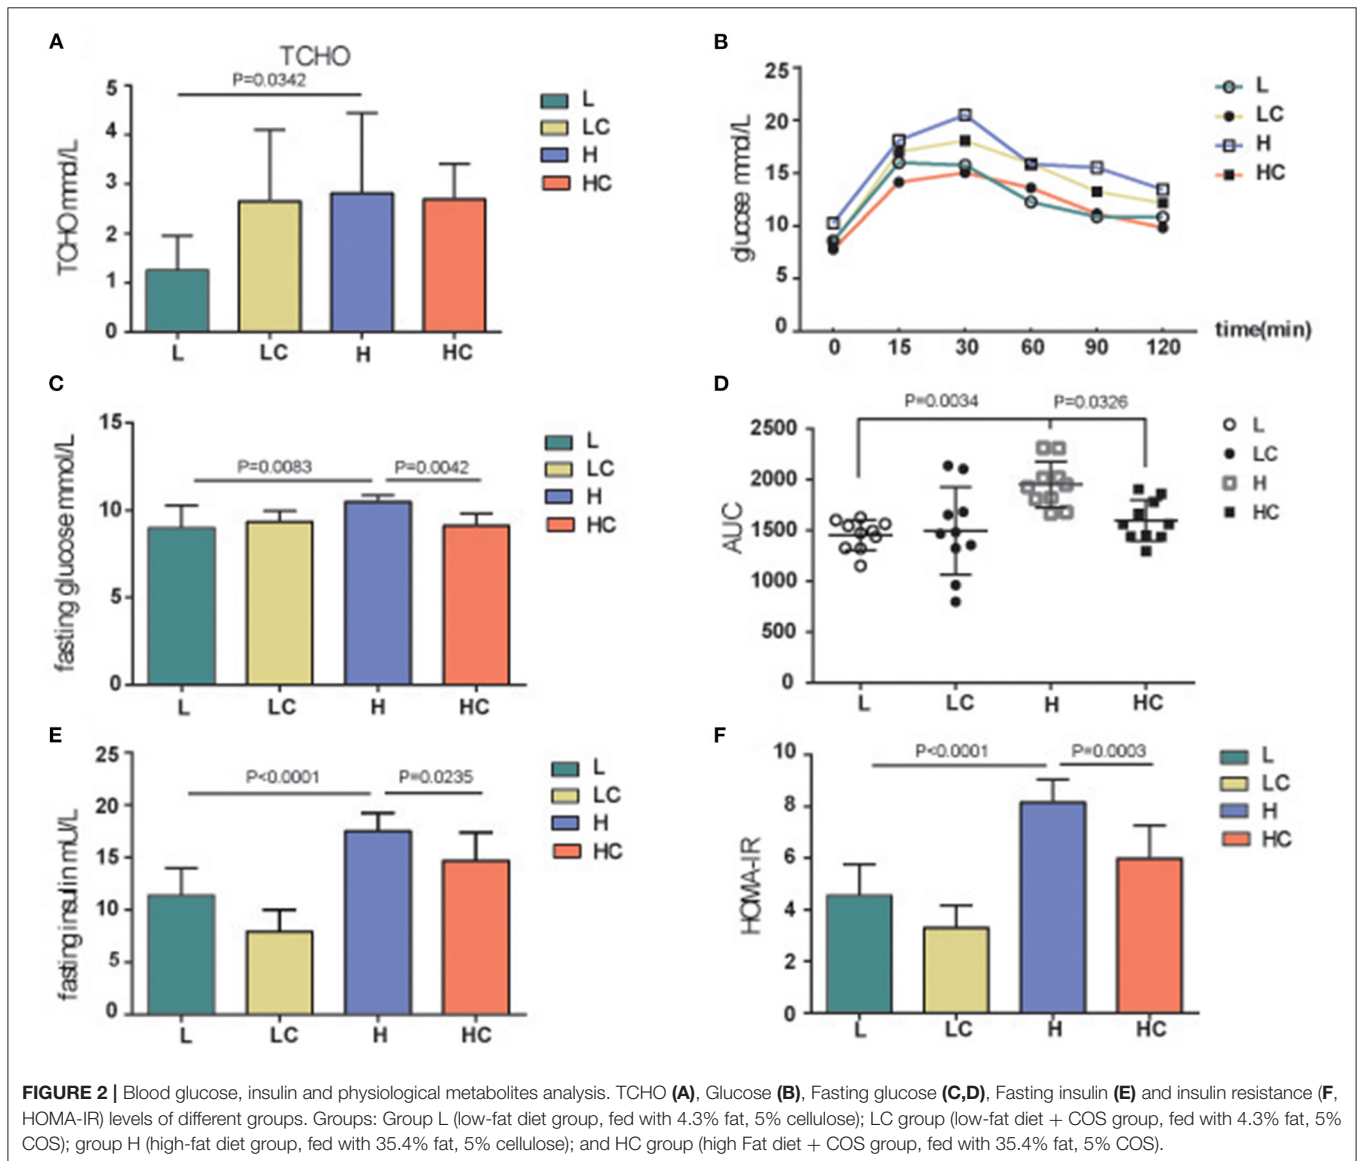 A
TCHO
P=0.0342
TCHO mmol/L
5
4
3
2
1
0
L
LC
H
HC
L
LC
H
HC
B
glucose mmol/L
25
20
15
10
5
0
0
15
30
60
90
120
time(min)
L
LC
H
HC
C
fasting glucose mmol/L
15
10
5
0
P=0.0083
P=0.0042
L
LC
H
HC
L
LC
H
HC
D
P=0.0034
P=0.0326
AUC
2500
2000
1500
1000
500
0
L
LC
H
HC
L
LC
H
HC
E
fasting insulin mU/L
25
20
15
10
5
0
P<0.0001
P=0.0235
L
LC
H
HC
L
LC
H
HC
F
HOMA-IR
10
8
6
4
2
0
P<0.0001
P=0.0003
L
LC
H
HC
L
LC
H
HC
FIGURE 2 | Blood glucose, insulin and physiological metabolites analysis. TCHO (A), Glucose (B), Fasting glucose (C,D), Fasting insulin (E) and insulin resistance (F,
HOMA-IR) levels of different groups. Groups: Group L (low-fat diet group, fed with 4.3% fat, 5% cellulose); LC group (low-fat diet + COS group, fed with 4.3% fat, 5%
COS); group H (high-fat diet group, fed with 35.4% fat, 5% cellulose); and HC group (high Fat diet + COS group, fed with 35.4% fat, 5% COS).